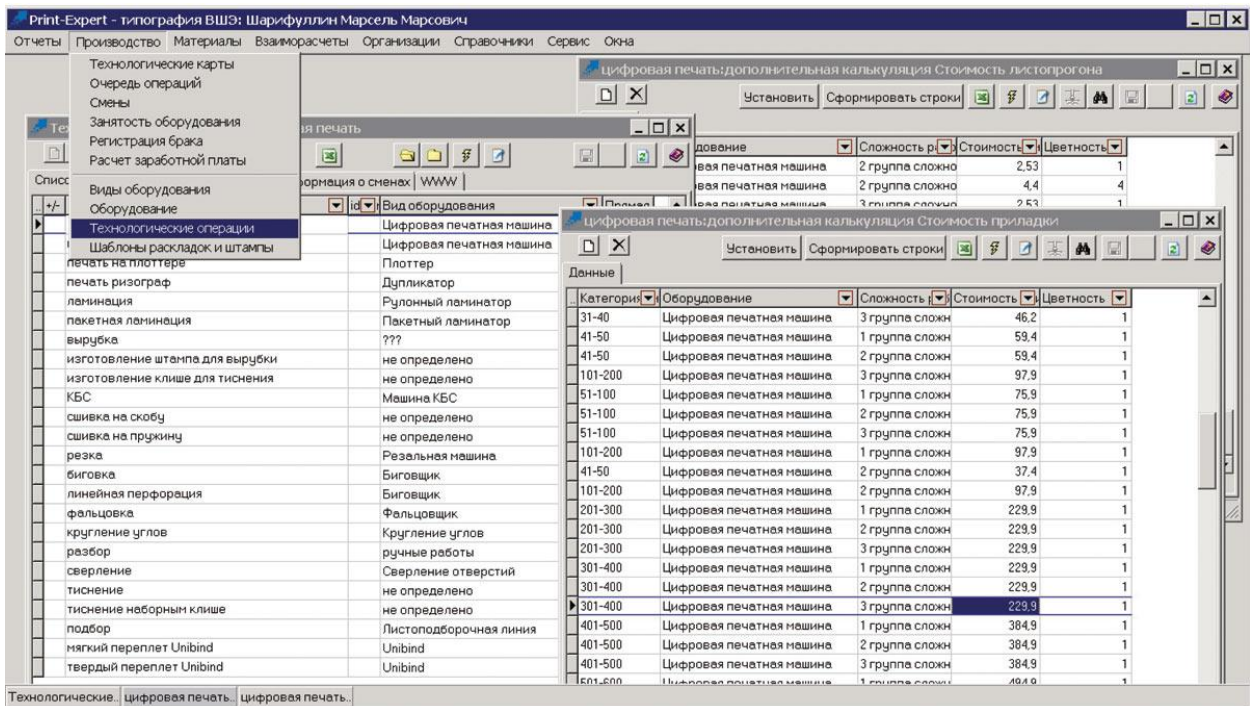 Print-Expert - типография ВШЭ: Шарифуллин Марсель Марсович
Отчеты Производство Материалы Взаиморасчеты Организации Справочники Сервис Окна
Технологические карты
Очередь операций
Смены
Занятость оборудования
Регистрация брака
Расчет заработной платы
Виды оборудования
Оборудование
Технологические операции
Шаблоны раскладок и штампы
цифровая печать:дополнительная калькуляция Стоимость листопрогона
Установить Сформировать строки
Сложность р Стоимость Цветность
2 группа сложно 2,53 1
2 группа сложно 4,4 4
3 группа сложно 2,53 1
печать
Список
о сменах WWW
+/- id Вид оборудования
Цифровая печатная машина
Цифровая печатная машина
печать на плоттере Плоттер
печать ризограф Дупликатор
ламинация Рулонный ламинатор
пакетная ламинация Пакетный ламинатор
вырубка ???
изготовление штампа для вырубки не определено
изготовление клише для тиснения не определено
КБС Машина КБС
сшивка на скобу не определено
сшивка на пружину не определено
резка Резальная машина
биговка Биговщик
линейная перфорация Биговщик
фальцовка Фальцовщик
кругление углов Кругление углов
разбор ручные работы
сверление Сверление отверстий
тиснение не определено
тиснение наборным клише не определено
подбор Листоподборочная линия
мягкий переплет Unibind Unibind
твердый переплет Unibind Unibind
цифровая печать:дополнительная калькуляция Стоимость приладки
Установить Сформировать строки
Данные
Категория Оборудование Сложность р Стоимость Цветность
31-40 Цифровая печатная машина 3 группа сложн 46,2 1
41-50 Цифровая печатная машина 1 группа сложн 59,4 1
41-50 Цифровая печатная машина 2 группа сложн 59,4 1
101-200 Цифровая печатная машина 3 группа сложн 97,9 1
51-100 Цифровая печатная машина 1 группа сложн 75,9 1
51-100 Цифровая печатная машина 2 группа сложн 75,9 1
51-100 Цифровая печатная машина 3 группа сложн 75,9 1
101-200 Цифровая печатная машина 1 группа сложн 97,9 1
41-50 Цифровая печатная машина 2 группа сложн 37,4 1
101-200 Цифровая печатная машина 2 группа сложн 97,9 1
201-300 Цифровая печатная машина 1 группа сложн 229,9 1
201-300 Цифровая печатная машина 2 группа сложн 229,9 1
201-300 Цифровая печатная машина 3 группа сложн 229,9 1
301-400 Цифровая печатная машина 1 группа сложн 229,9 1
301-400 Цифровая печатная машина 2 группа сложн 229,9 1
301-400 Цифровая печатная машина 3 группа сложн 229,9 1
401-500 Цифровая печатная машина 1 группа сложн 384,9 1
401-500 Цифровая печатная машина 2 группа сложн 384,9 1
401-500 Цифровая печатная машина 3 группа сложн 384,9 1
501-600 Цифровая печатная машина 1 группа сложн 494,9 1
Технологические.. цифровая печать.. цифровая печать..